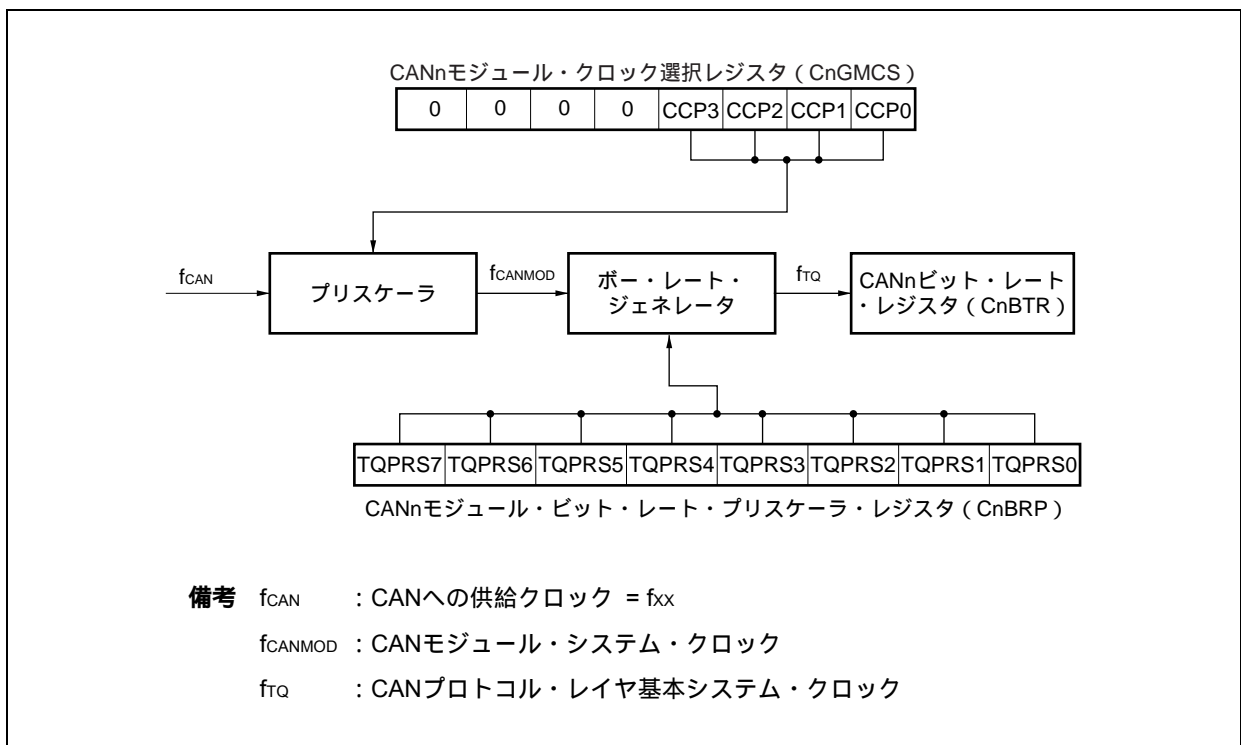 CANnモジュール・クロック選択レジスタ（CnGMCS）
0 0 0 0 CCP3 CCP2 CCP1 CCP0
fCAN
プリスケーラ
fCANMOD
ボー・レート・
ジェネレータ
fTQ
CANnビット・レート
・レジスタ（CnBTR）
TQPRS7 TQPRS6 TQPRS5 TQPRS4 TQPRS3 TQPRS2 TQPRS1 TQPRS0
CANnモジュール・ビット・レート・プリスケーラ・レジスタ（CnBRP）
備考 fCAN ：CANへの供給クロック = fXX
fCANMOD ：CANモジュール・システム・クロック
fTQ ：CANプロトコル・レイヤ基本システム・クロック